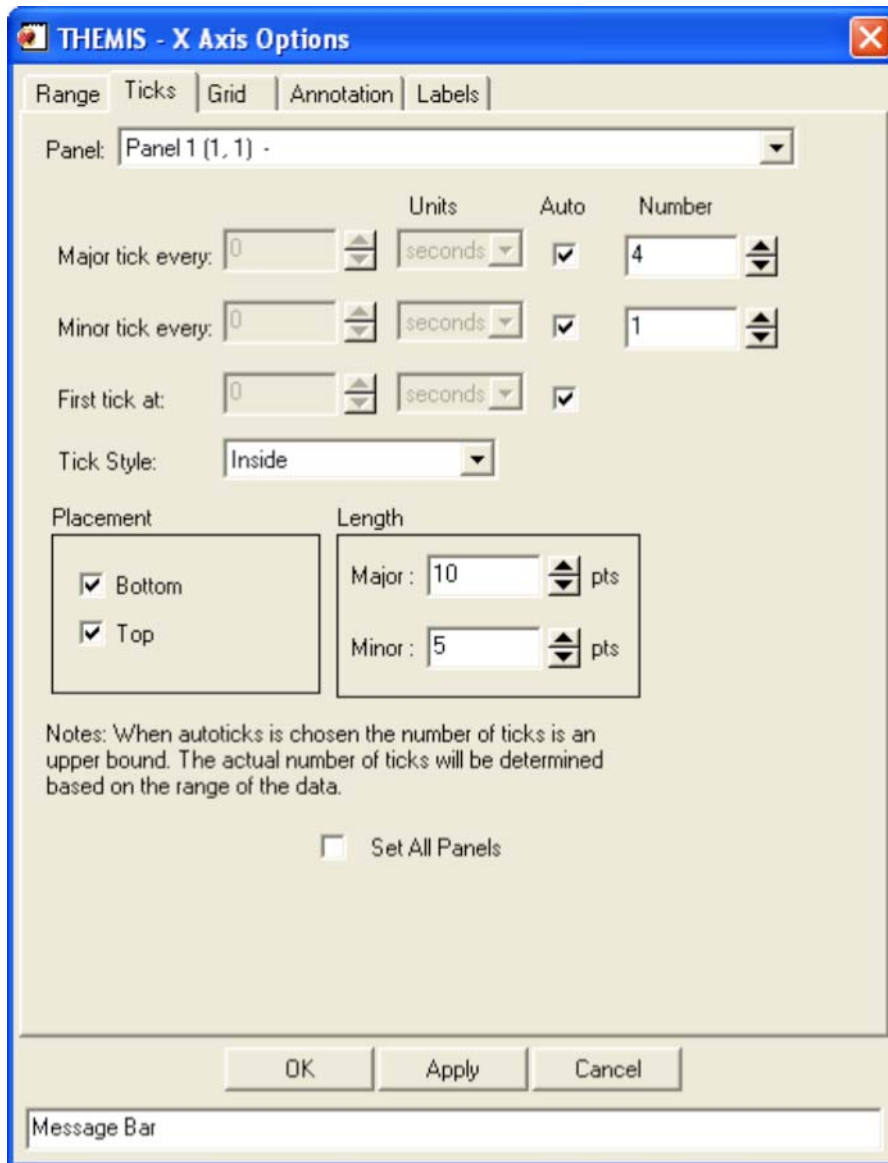 THEMIS - X Axis Options
Range Ticks Grid Annotation Labels
Panel: Panel 1 (1, 1) -
Units Auto Number
Major tick every: 0 seconds 4
Minor tick every: 0 seconds 1
First tick at: 0 seconds
Tick Style: Inside
Placement Length
Bottom
Top
Major : 10 pts
Minor : 5 pts
Notes: When autoticks is chosen the number of ticks is an
upper bound. The actual number of ticks will be determined
based on the range of the data.
Set All Panels
OK Apply Cancel
Message Bar